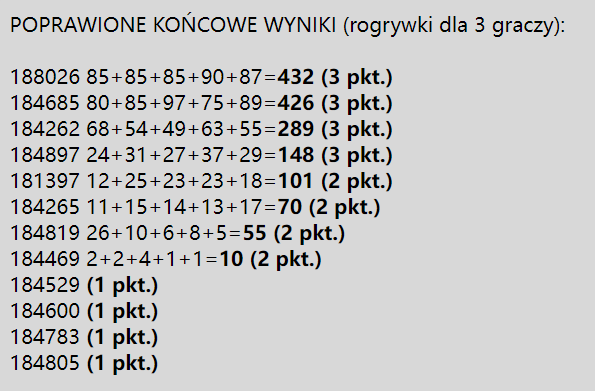 POPRAWIONE KOŃCOWE WYNIKI (rogrywki dla 3 graczy):
188026 85+85+85+90+87=432 (3 pkt.)
184685 80+85+97+75+89=426 (3 pkt.)
184262 68+54+49+63+55=289 (3 pkt.)
184897 24+31+27+37+29=148 (3 pkt.)
181397 12+25+23+23+18=101 (2 pkt.)
184265 11+15+14+13+17=70 (2 pkt.)
184819 26+10+6+8+5=55 (2 pkt.)
184469 2+2+4+1+1=10 (2 pkt.)
184529 (1 pkt.)
184600 (1 pkt.)
184783 (1 pkt.)
184805 (1 pkt.)